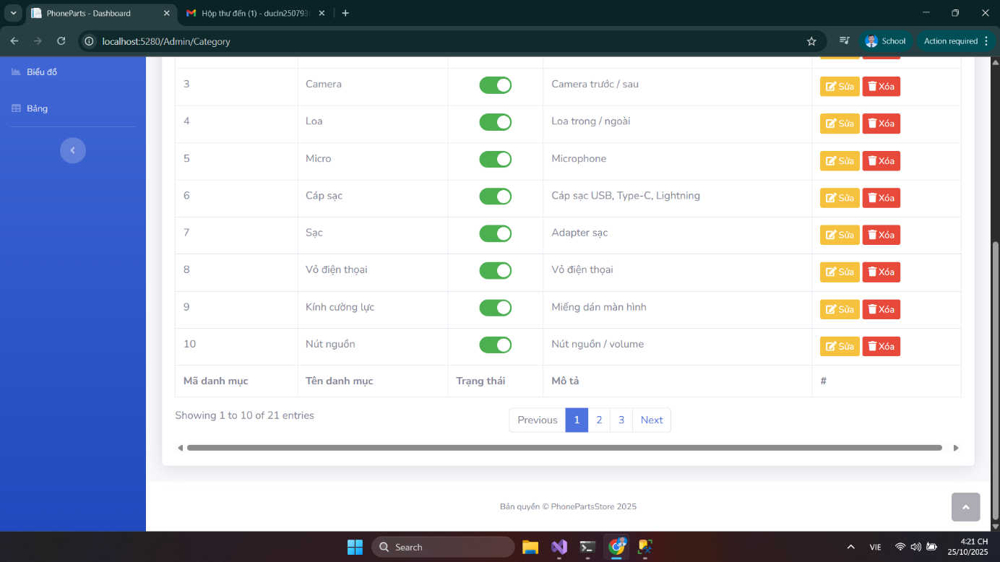 PhoneParts - Dashboard
Hộp thư đến (1) - ducln250793
localhost:5280/Admin/Category
School
Action required
Biểu đồ
Bảng
3 Camera Camera trước / sau Sửa Xóa
4 Loa Loa trong / ngoài Sửa Xóa
5 Micro Microphone Sửa Xóa
6 Cáp sạc Cáp sạc USB, Type-C, Lightning Sửa Xóa
7 Sạc Adapter sạc Sửa Xóa
8 Vỏ điện thoại Vỏ điện thoại Sửa Xóa
9 Kính cường lực Miếng dán màn hình Sửa Xóa
10 Nút nguồn Nút nguồn / volume Sửa Xóa
Mã danh mục Tên danh mục Trạng thái Mô tả #
Showing 1 to 10 of 21 entries
Previous 1 2 3 Next
Bản quyền © PhonePartsStore 2025
Search
VIE
4:21 CH
25/10/2025